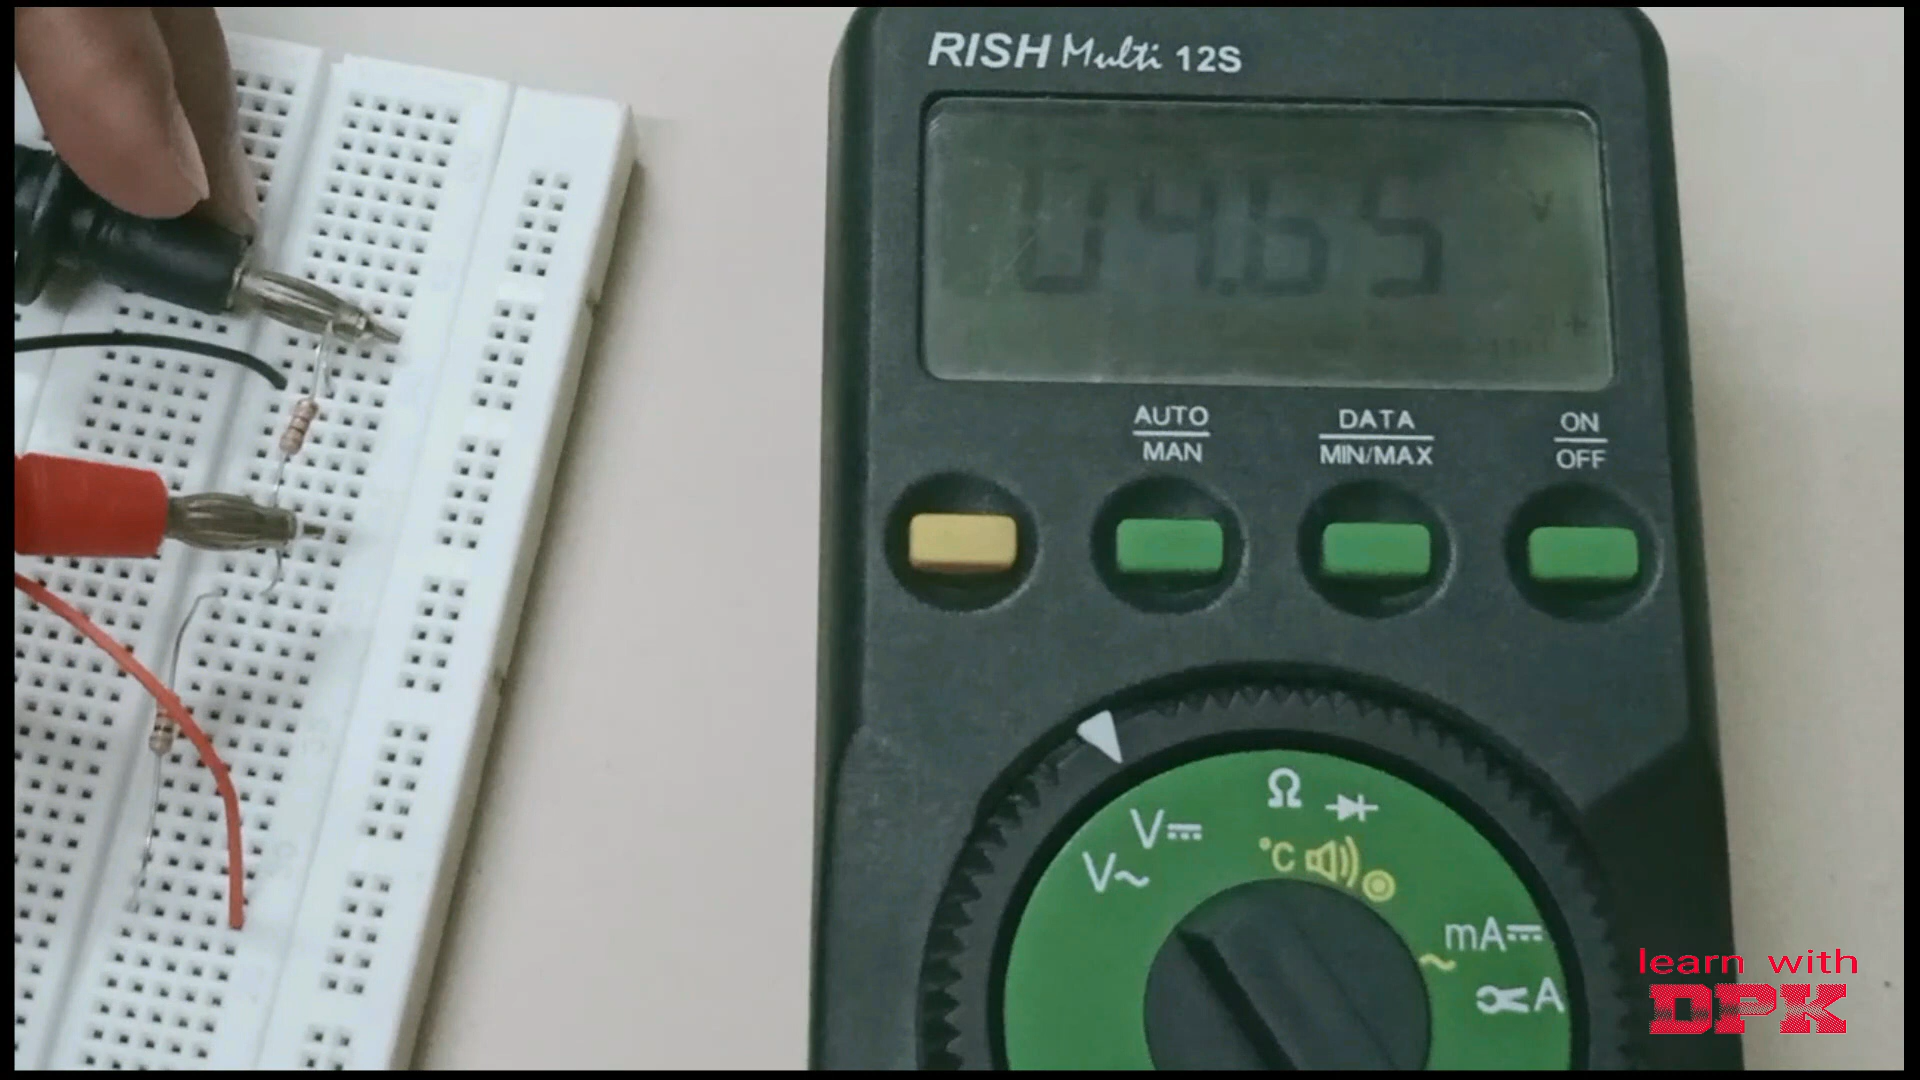 RISH Multi 12S
04.65 V
+
AUTO
MAN
DATA
MIN/MAX
ON
OFF
Ω
V
V~
°C
mA
~
A
learn with
DPK